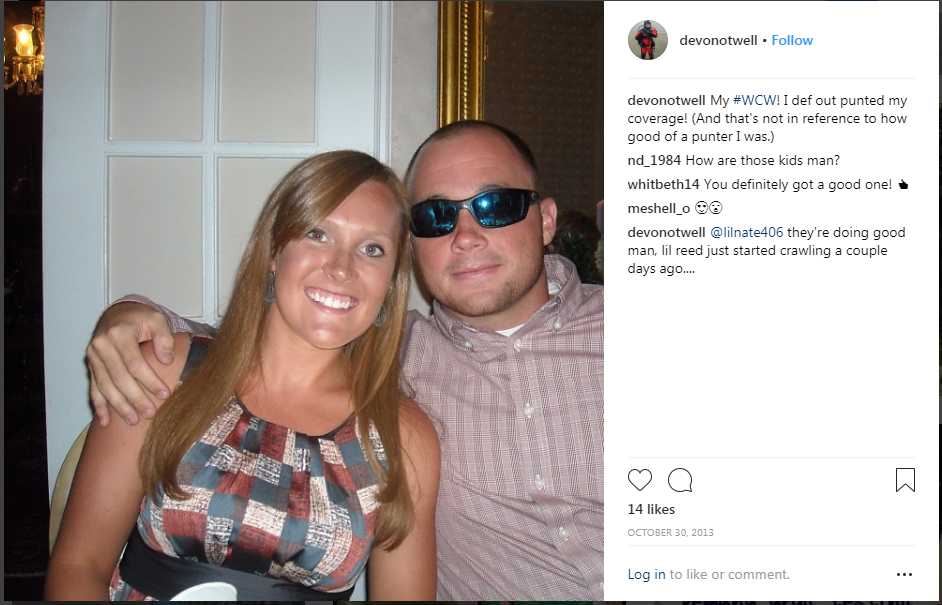 devonotwell • Follow
devonotwell My #WCW! I def out punted my
coverage! (And that's not in reference to how
good of a punter I was.)
nd_1984 How are those kids man?
whitbeth14 You definitely got a good one!
meshell_o
devonotwell @lilnate406 they're doing good
man, lil reed just started crawling a couple
days ago....
14 likes
OCTOBER 30, 2013
Log in to like or comment.